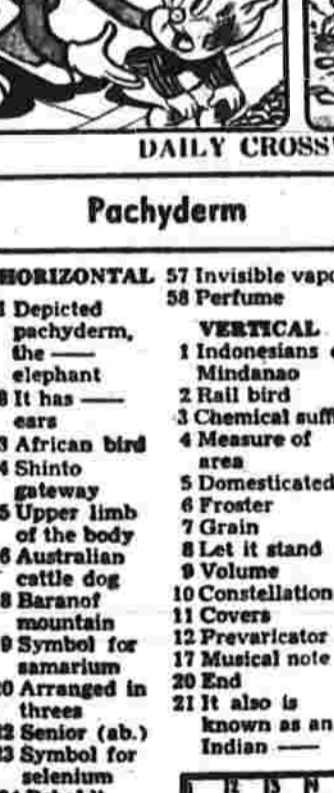 DAILY CROSS
Pachyderm
HORIZONTAL
Depicted
pachyderm,
the —
elephant
It has —
ears
African bird
Shinto
gateway
Upper limb
of the body
Australian
cattle dog
Baranof
mountain
Symbol for
samarium
Arranged in
threes
Senior (ab.)
Symbol for
selenium
57 Invisible
58 Perfume
VERTICAL
1 Indonesians
Mindanao
2 Rail bird
3 Chemical
4 Measure of
area
5 Domesticated
6 Froster
7 Grain
8 Let it stand
9 Volume
10 Constellation
11 Covers
12 Prevaricator
17 Musical note
20 End
21 It also is
known as an
Indian —
12 13